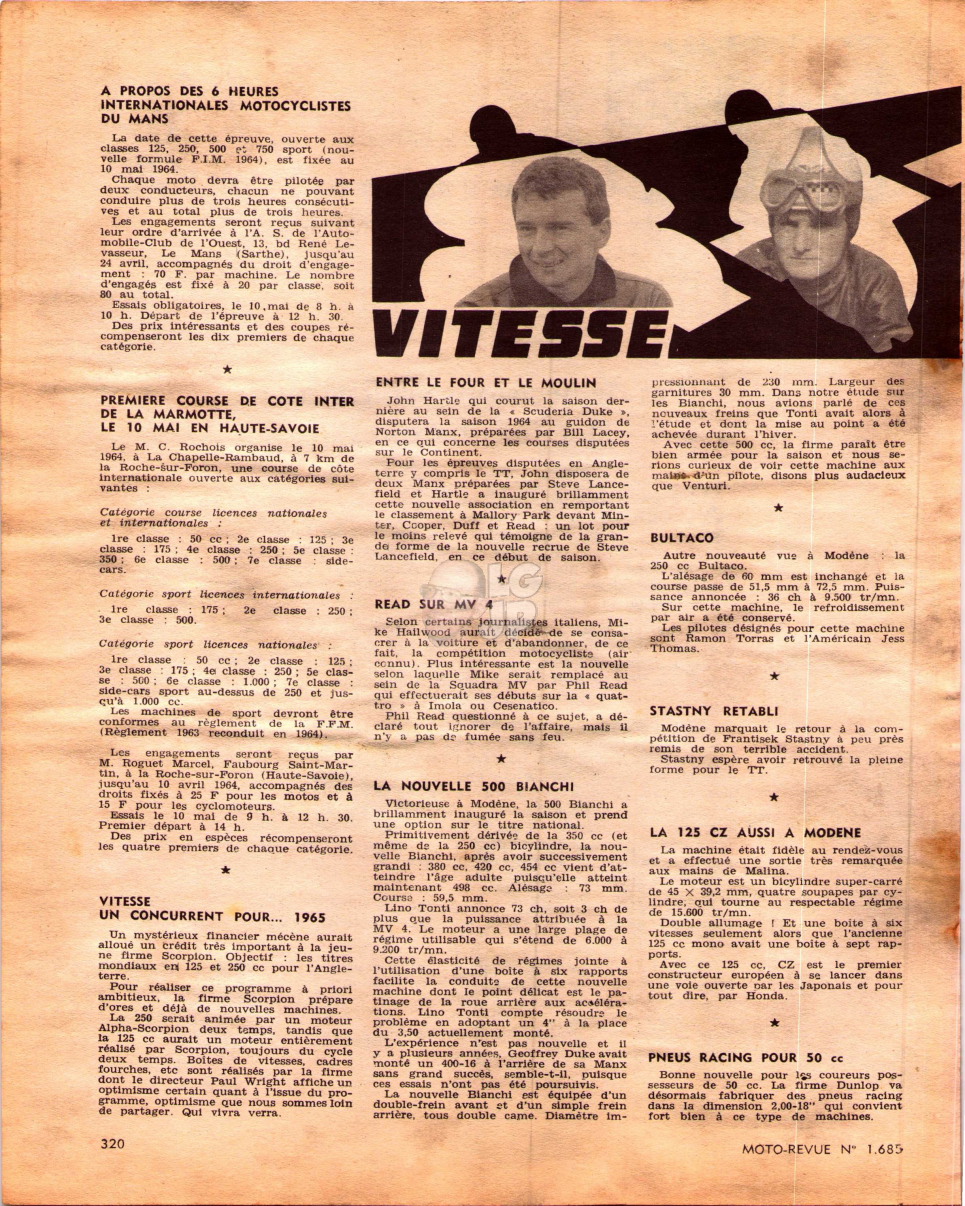 A PROPOS DES 6 HEURES
INTERNATIONALES MOTOCYCLISTES
DU MANS
La date de cette épreuve, ouverte aux
classes 125, 250, 500 et 750 sport (nou-
velle formule F.I.M. 1964), est fixée au
10 mai 1964.
Chaque moto devra être pilotée par
deux conducteurs, chacun ne pouvant
conduire plus de trois heures consécuti-
ves et au total plus de trois heures.
Les engagements seront reçus suivant
leur ordre d'arrivée à l'A. S. de l'Auto-
mobile-Club de l'Ouest, 13, bd René Le-
vasseur, Le Mans (Sarthe), jusqu'au
24 avril, accompagnés du droit d'engage-
ment : 70 F. par machine. Le nombre
d'engagés est fixé à 20 par classe, soit
80 au total.
Essais obligatoires, le 10 mai de 8 h. à
10 h. Départ de l'épreuve à 12 h. 30.
Des prix intéressants et des coupes ré-
compenseront les dix premiers de chaque
catégorie.
★
PREMIERE COURSE DE COTE INTER
DE LA MARMOTTE,
LE 10 MAI EN HAUTE-SAVOIE
Le M. C. Rochois organise le 10 mai
1964, à La Chapelle-Rambaud, à 7 km de
la Roche-sur-Foron, une course de côte
internationale ouverte aux catégories sui-
vantes :
Catégorie course licences nationales
et internationales :
1re classe : 50 cc ; 2e classe : 125 ; 3e
classe : 175 ; 4e classe : 250 ; 5e classe :
350 ; 6e classe : 500 ; 7e classe : side-
cars.
Catégorie sport licences internationales :
1re classe : 175 ; 2e classe : 250 ;
3e classe : 500.
Catégorie sport licences nationales :
1re classe : 50 cc ; 2e classe : 125 ;
3e classe : 175 ; 4e classe : 250 ; 5e clas-
se : 500 ; 6e classe : 1.000 ; 7e classe :
side-cars sport au-dessus de 250 et jus-
qu'à 1.000 cc.
Les machines de sport devront être
conformes au règlement de la F.F.M.
(Règlement 1963 reconduit en 1964).
Les engagements seront reçus par
M. Roguet Marcel, Faubourg Saint-Mar-
tin, à la Roche-sur-Foron (Haute-Savoie),
jusqu'au 10 avril 1964, accompagnés des
droits fixés à 25 F pour les motos et à
15 F pour les cyclomoteurs.
Essais le 10 mai de 9 h. à 12 h. 30.
Premier départ à 14 h.
Des prix en espèces récompenseront
les quatre premiers de chaque catégorie.
★
VITESSE
UN CONCURRENT POUR... 1965
Un mystérieux financier mécène aurait
alloué un crédit très important à la jeu-
ne firme Scorpion. Objectif : les titres
mondiaux en 125 et 250 cc pour l'Angle-
terre.
Pour réaliser ce programme à priori
ambitieux, la firme Scorpion prépare
d'ores et déjà de nouvelles machines.
La 250 serait animée par un moteur
Alpha-Scorpion deux temps, tandis que
la 125 cc aurait un moteur entièrement
réalisé par Scorpion, toujours du cycle
deux temps. Boîtes de vitesses, cadres
fourches, etc sont réalisés par la firme
dont le directeur Paul Wright affiche un
optimisme certain quant à l'issue du pro-
gramme, optimisme que nous sommes loin
de partager. Qui vivra verra.
320
VITESSE
ENTRE LE FOUR ET LE MOULIN
John Hartle qui courut la saison der-
nière au sein de la « Scuderia Duke »,
disputera la saison 1964 au guidon de
Norton Manx, préparées par Bill Lacey,
en ce qui concerne les courses disputées
sur le Continent.
Pour les épreuves disputées en Angle-
terre y compris le TT, John disposera de
deux Manx préparées par Steve Lance-
field et Hartle a inauguré brillamment
cette nouvelle association en remportant
le classement à Mallory Park devant Min-
ter, Cooper, Duff et Read : un lot pour
le moins relevé qui témoigne de la gran-
de forme de la nouvelle recrue de Steve
Lancefield, en ce début de saison.
★
READ SUR MV 4
Selon certains journalistes italiens, Mi-
ke Hailwood aurait décidé de se consa-
crer à la voiture et d'abandonner, de ce
fait, la compétition motocycliste (air
connu). Plus intéressante est la nouvelle
selon laquelle Mike serait remplacé au
sein de la Squadra MV par Phil Read
qui effectuerait ses débuts sur la « quat-
tro » à Imola ou Cesenatico.
Phil Read questionné à ce sujet, a dé-
claré tout ignorer de l'affaire, mais il
n'y a pas de fumée sans feu.
★
LA NOUVELLE 500 BIANCHI
Victorieuse à Modène, la 500 Bianchi a
brillamment inauguré la saison et prend
une option sur le titre national.
Primitivement dérivée de la 350 cc (et
même de la 250 cc) bicylindre, la nou-
velle Bianchi, après avoir successivement
grandi : 380 cc, 420 cc, 454 cc vient d'at-
teindre l'âge adulte puisqu'elle atteint
maintenant 498 cc. Alésage : 73 mm.
Course : 59,5 mm.
Lino Tonti annonce 73 ch, soit 3 ch de
plus que la puissance attribuée à la
MV 4. Le moteur a une large plage de
régime utilisable qui s'étend de 6.000 à
9.200 tr/mn.
Cette élasticité de régimes jointe à
l'utilisation d'une boîte à six rapports
facilite la conduite de cette nouvelle
machine dont le point délicat est le pa-
tinage de la roue arrière aux accéléra-
tions. Lino Tonti compte résoudre le
problème en adoptant un 4'' à la place
du 3,50 actuellement monté.
L'expérience n'est pas nouvelle et il
y a plusieurs années, Geoffrey Duke avait
monté un 400-16 à l'arrière de sa Manx
sans grand succès, semble-t-il, puisque
ces essais n'ont pas été poursuivis.
La nouvelle Bianchi est équipée d'un
double-frein avant et d'un simple frein
arrière, tous double came. Diamètre im-
pressionnant de 230 mm. Largeur des
garnitures 30 mm. Dans notre étude sur
les Bianchi, nous avions parlé de ces
nouveaux freins que Tonti avait alors à
l'étude et dont la mise au point a été
achevée durant l'hiver.
Avec cette 500 cc, la firme paraît être
bien armée pour la saison et nous se-
rions curieux de voir cette machine aux
mains d'un pilote, disons plus audacieux
que Venturi.
★
BULTACO
Autre nouveauté vue à Modène : la
250 cc Bultaco.
L'alésage de 60 mm est inchangé et la
course passe de 51,5 mm à 72,5 mm. Puis-
sance annoncée : 36 ch à 9.500 tr/mn.
Sur cette machine, le refroidissement
par air a été conservé.
Les pilotes désignés pour cette machine
sont Ramon Torras et l'Américain Jess
Thomas.
★
STASTNY RETABLI
Modène marquait le retour à la com-
pétition de Frantisek Stastny à peu près
remis de son terrible accident.
Stastny espère avoir retrouvé la pleine
forme pour le TT.
★
LA 125 CZ AUSSI A MODENE
La machine était fidèle au rendez-vous
et a effectué une sortie très remarquée
aux mains de Malina.
Le moteur est un bicylindre super-carré
de 45 × 39,2 mm, quatre soupapes par cy-
lindre, qui tourne au respectable régime
de 15.600 tr/mn.
Double allumage ! Et une boîte à six
vitesses seulement alors que l'ancienne
125 cc mono avait une boîte à sept rap-
ports.
Avec ce 125 cc, CZ est le premier
constructeur européen à se lancer dans
une voie ouverte par les Japonais et pour
tout dire, par Honda.
★
PNEUS RACING POUR 50 cc
Bonne nouvelle pour les coureurs pos-
sesseurs de 50 cc. La firme Dunlop va
désormais fabriquer des pneus racing
dans la dimension 2,00-18'' qui convient
fort bien à ce type de machines.
MOTO-REVUE N° 1.685